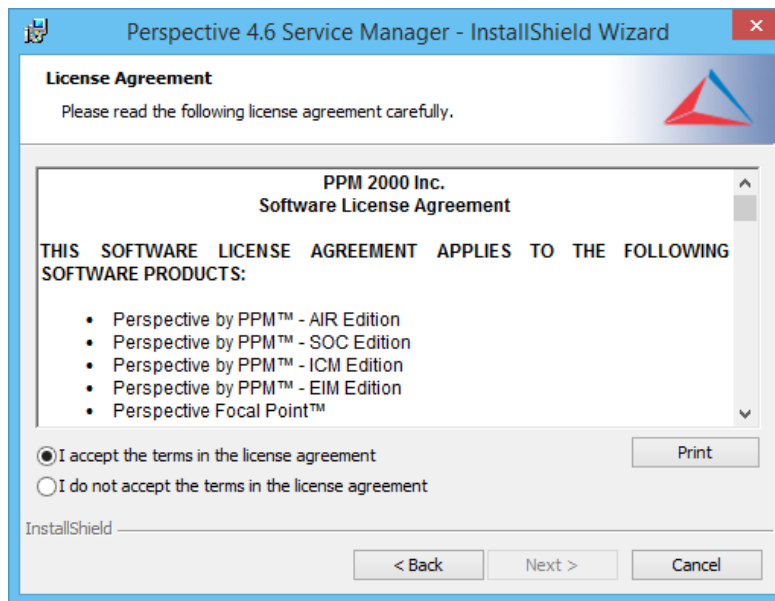 Perspective 4.6 Service Manager - InstallShield Wizard
License Agreement
Please read the following license agreement carefully.
PPM 2000 Inc.
Software License Agreement
THIS SOFTWARE LICENSE AGREEMENT APPLIES TO THE FOLLOWING
SOFTWARE PRODUCTS:
• Perspective by PPM™ - AIR Edition
• Perspective by PPM™ - SOC Edition
• Perspective by PPM™ - ICM Edition
• Perspective by PPM™ - EIM Edition
• Perspective Focal Point™
I accept the terms in the license agreement
Print
I do not accept the terms in the license agreement
InstallShield
< Back Next > Cancel